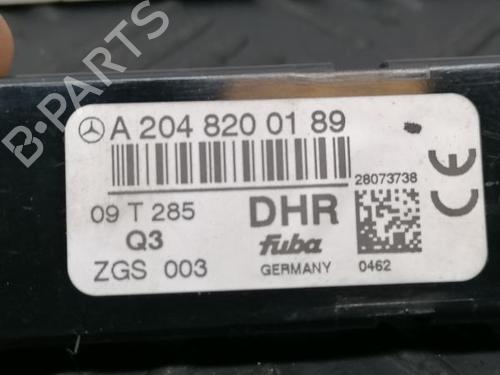 B-PARTS
A 204 820 01 89
28073738
09 T 285
DHR
CE
Q3
fuba
ZGS 003
GERMANY
0462